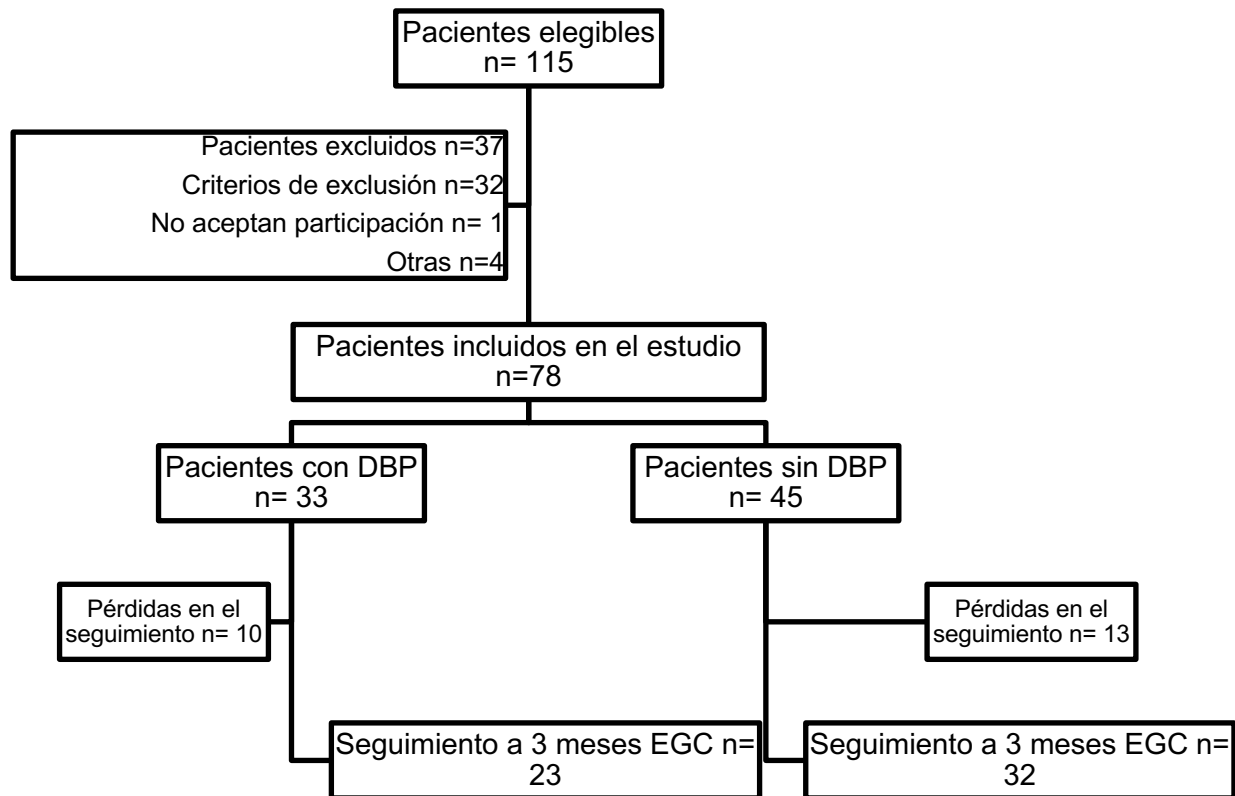 Pacientes elegibles
n= 115
Pacientes excluidos n=37
Criterios de exclusión n=32
No aceptan participación n= 1
Otras n=4
Pacientes incluidos en el estudio
n=78
Pacientes con DBP
n= 33
Pacientes sin DBP
n= 45
Pérdidas en el
seguimiento n= 10
Pérdidas en el
seguimiento n= 13
Seguimiento a 3 meses EGC n=
23
Seguimiento a 3 meses EGC n=
32